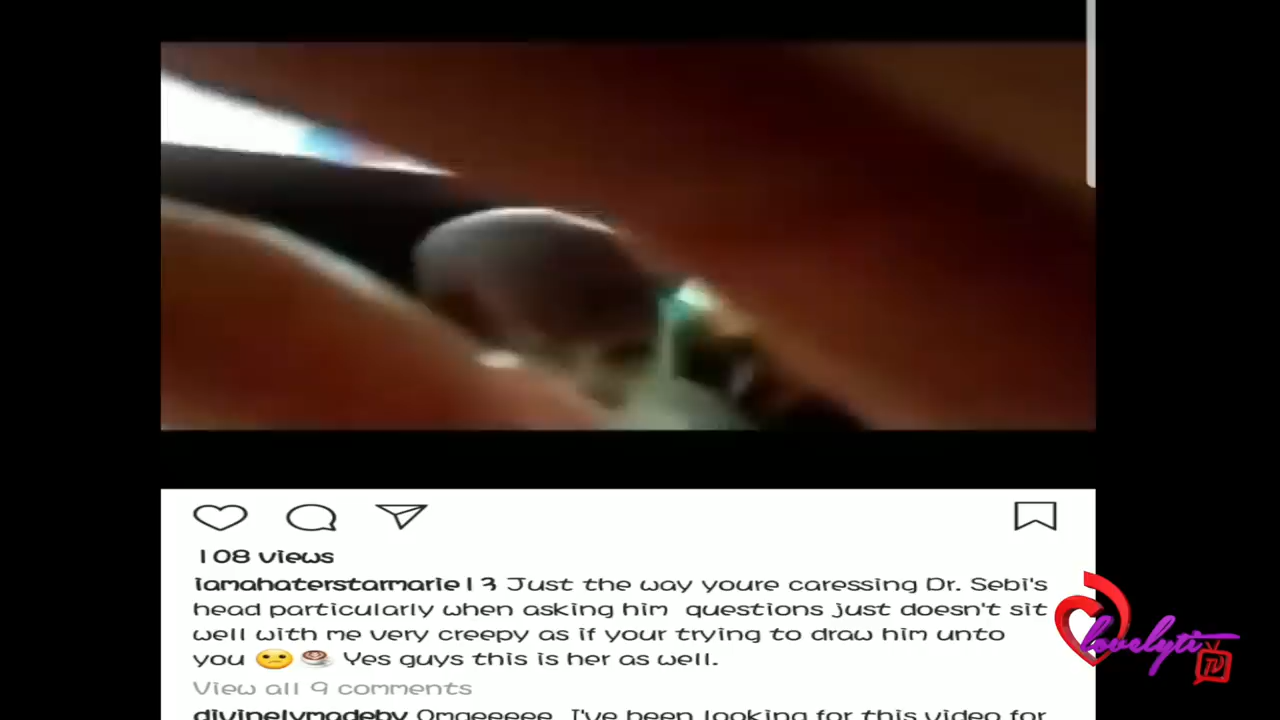 108 views
iamahaterstarmarie13 Just the way youre caressing Dr. Sebi's
head particularly when asking him questions just doesn't sit
well with me very creepy as if your trying to draw him unto
you 🙁 ☕ Yes guys this is her as well.
View all 9 comments
divinelymadeby Omgeeeee I've been looking for this video for
lovelyti
TV